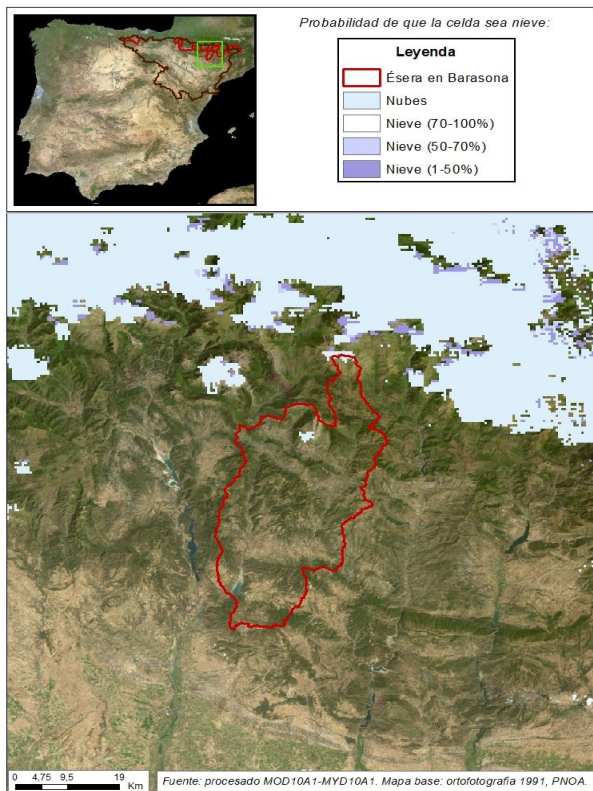 Probabilidad de que la celda sea nieve:
Leyenda
Ésera en Barasona
Nubes
Nieve (70-100%)
Nieve (50-70%)
Nieve (1-50%)
0 4,75 9,5 19
Km
Fuente: procesado MOD10A1-MYD10A1. Mapa base: ortofotografía 1991, PNOA.